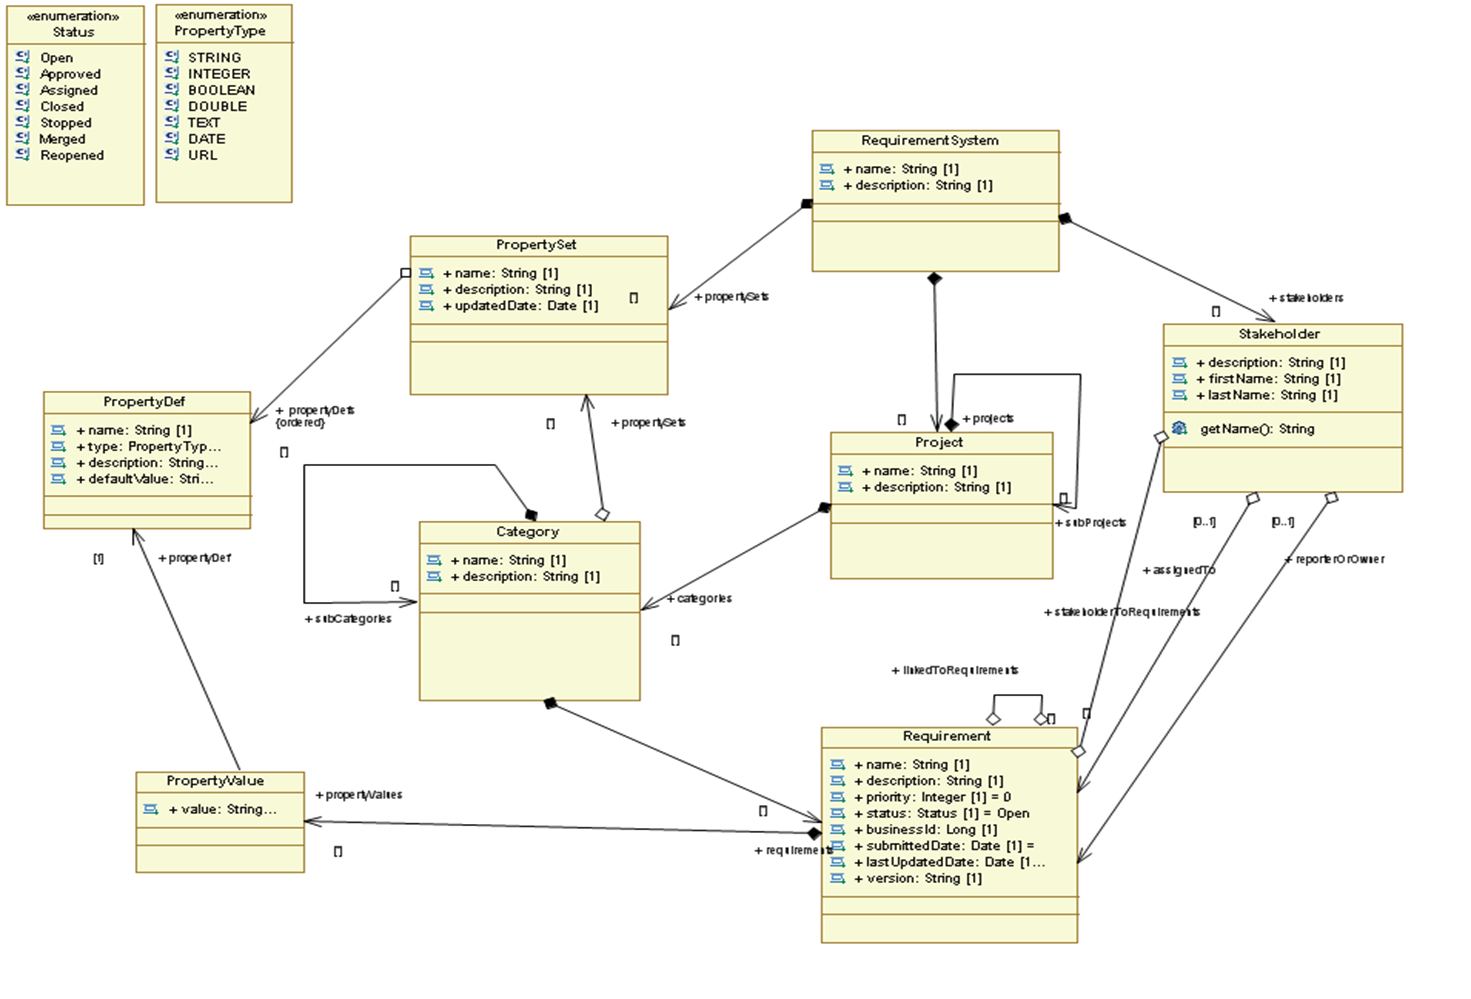 «enumeration»
Status
Open
Approved
Assigned
Closed
Stopped
Merged
Reopened
«enumeration»
PropertyType
STRING
INTEGER
BOOLEAN
DOUBLE
TEXT
DATE
URL
RequirementSystem
+ name: String [1]
+ description: String [1]
PropertySet
+ name: String [1]
+ description: String [1]
+ updatedDate: Date [1]
[]
+ propertySets
+ stakeholders
[]
Stakeholder
+ description: String [1]
+ firstName: String [1]
+ lastName: String [1]
getName(): String
PropertyDef
+ name: String [1]
+ type: PropertyTyp...
+ description: String...
+ defaultValue: Stri...
+ propertyDefs
{ordered}
[]
[]
+ propertySets
[]
+ projects
Project
+ name: String [1]
+ description: String [1]
[]
+ subProjects
Category
+ name: String [1]
+ description: String [1]
[]
+ subCategories
+ categories
[]
[1]
+ propertyDef
[0..1]
[0..1]
+ reporterOrOwner
+ assignedTo
+ stakeholderToRequirements
+ linkedToRequirements
[]
[]
Requirement
+ name: String [1]
+ description: String [1]
+ priority: Integer [1] = 0
+ status: Status [1] = Open
+ businessId: Long [1]
+ submittedDate: Date [1] =
+ lastUpdatedDate: Date [1...
+ version: String [1]
PropertyValue
+ value: String...
+ propertyValues
[]
[]
+ requirements